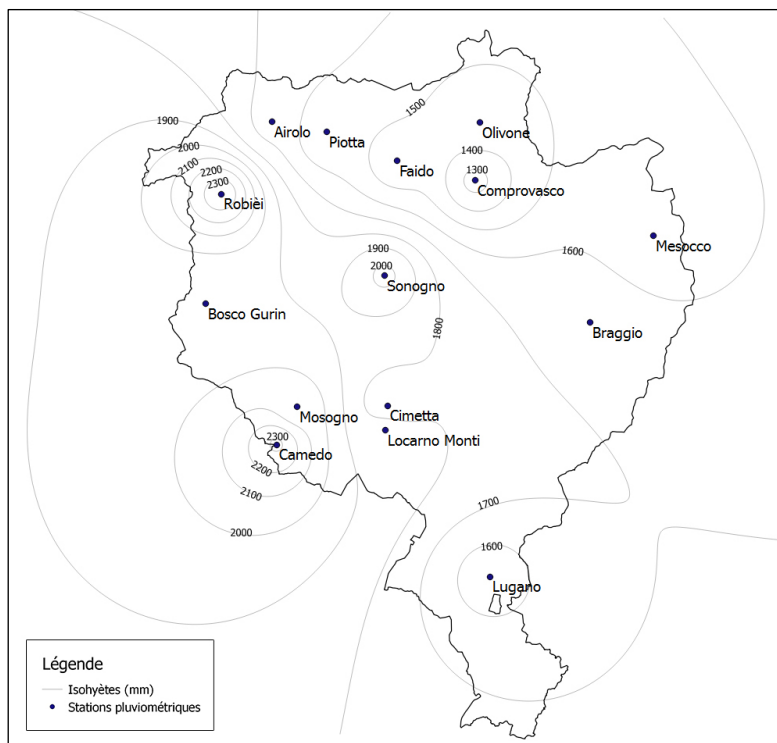 1500
1900
Airolo
Piotta
Olivone
2000
1400
Faido
2100
2200
1300
2300
Comprovasco
Robièi
Mesocco
1900
1600
2000
Sonogno
Bosco Gurin
1800
Braggio
Mosogno
Cimetta
2300
Locarno Monti
Camedo
2200
2100
1700
2000
1600
Lugano
Légende
Isohyètes (mm)
Stations pluviométriques